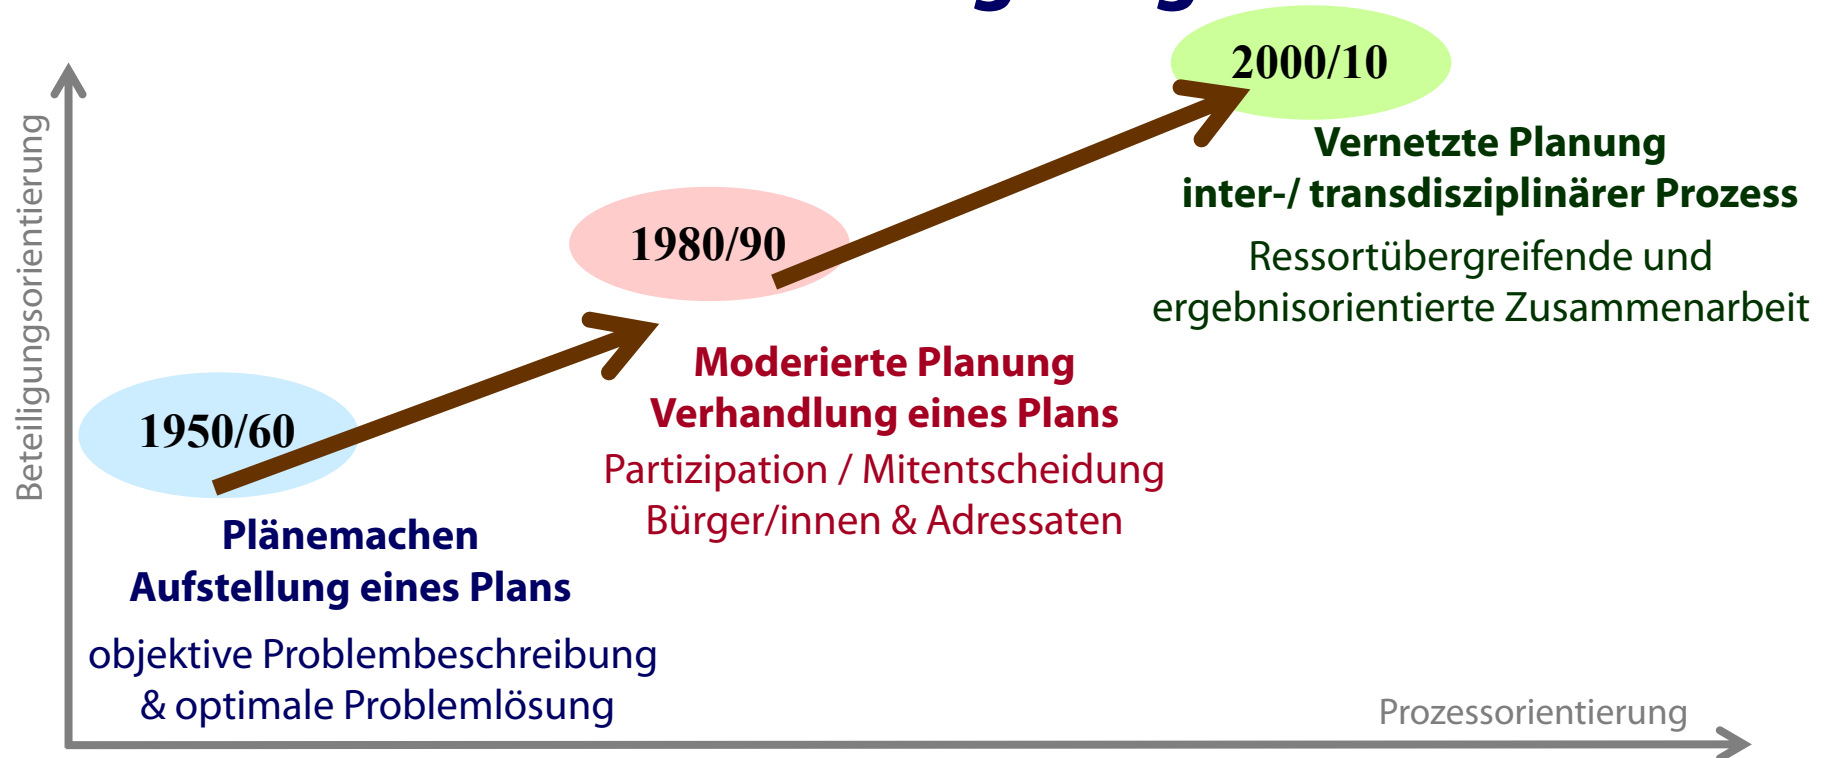 Beteiligungsorientierung
2000/10
Vernetzte Planung
inter-/ transdisziplinärer Prozess
Ressortübergreifende und
ergebnisorientierte Zusammenarbeit
1980/90
Moderierte Planung
Verhandlung eines Plans
Partizipation / Mitentscheidung
Bürger/innen & Adressaten
1950/60
Plänemachen
Aufstellung eines Plans
objektive Problembeschreibung
& optimale Problemlösung
Prozessorientierung